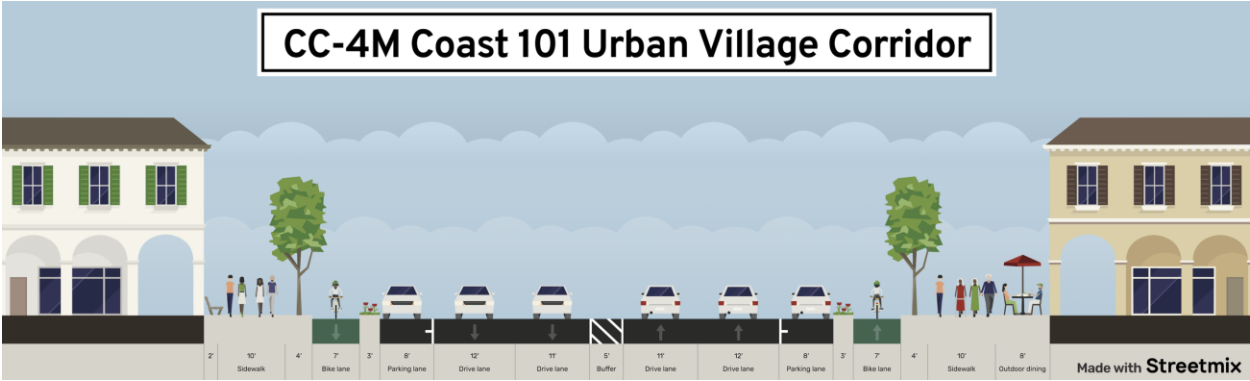 CC-4M Coast 101 Urban Village Corridor
2'
10'
Sidewalk
4'
7'
Bike lane
3'
8'
Parking lane
12'
Drive lane
11'
Drive lane
5'
Buffer
11'
Drive lane
12'
Drive lane
8'
Parking lane
3'
7'
Bike lane
4'
10'
Sidewalk
8'
Outdoor dining
Made with Streetmix